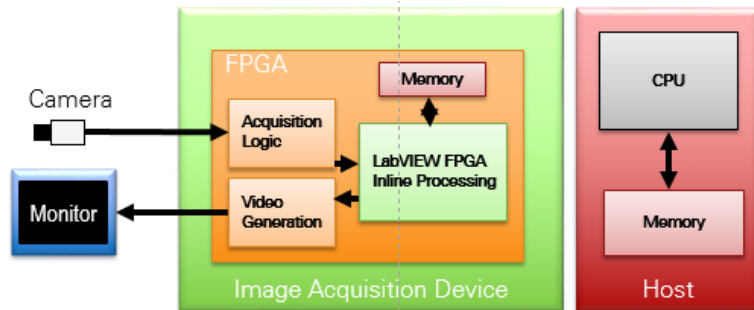 FPGA
Memory
CPU
Camera
Acquisition
Logic
LabVIEW FPGA
Inline Processing
Video
Generation
Monitor
Memory
Image Acquisition Device
Host